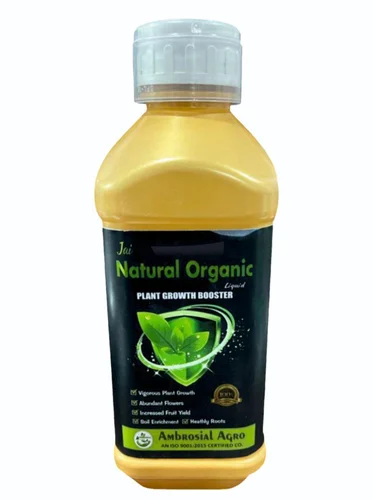 Jai
Natural Organic
Liquid
PLANT GROWTH BOOSTER
Vigorous Plant Growth
Abundant Flowers
Increased Fruit Yield
Soil Enrichment
Healthy Roots
100%
Ambrosial Agro
AN ISO 9001:2015 CERTIFIED CO.